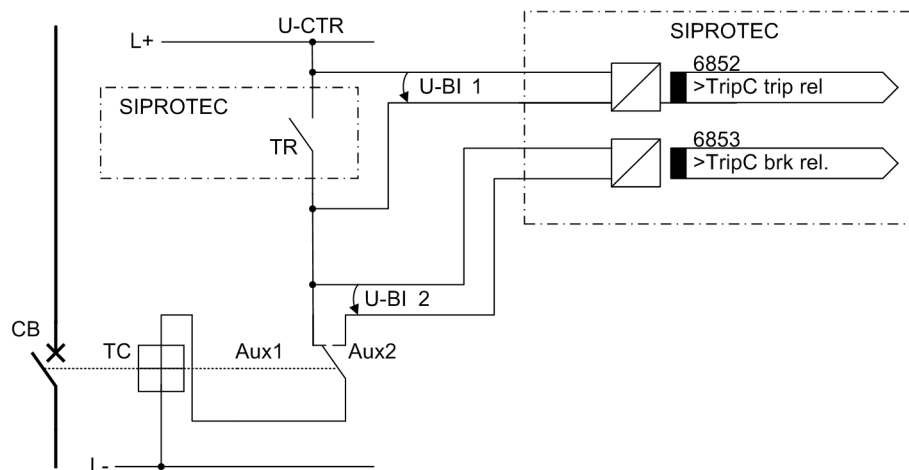 U-CTR
L+
SIPROTEC
SIPROTEC
6852
>TripC trip rel
U-BI 1
TR
6853
>TripC brk rel.
U-BI 2
CB
TC
Aux1
Aux2
L-